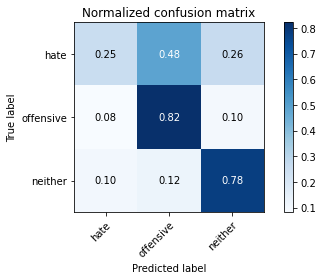 Normalized confusion matrix
hate 0.25 0.48 0.26
offensive 0.08 0.82 0.10
neither 0.10 0.12 0.78
hate offensive neither
True label
Predicted label
0.8
0.7
0.6
0.5
0.4
0.3
0.2
0.1